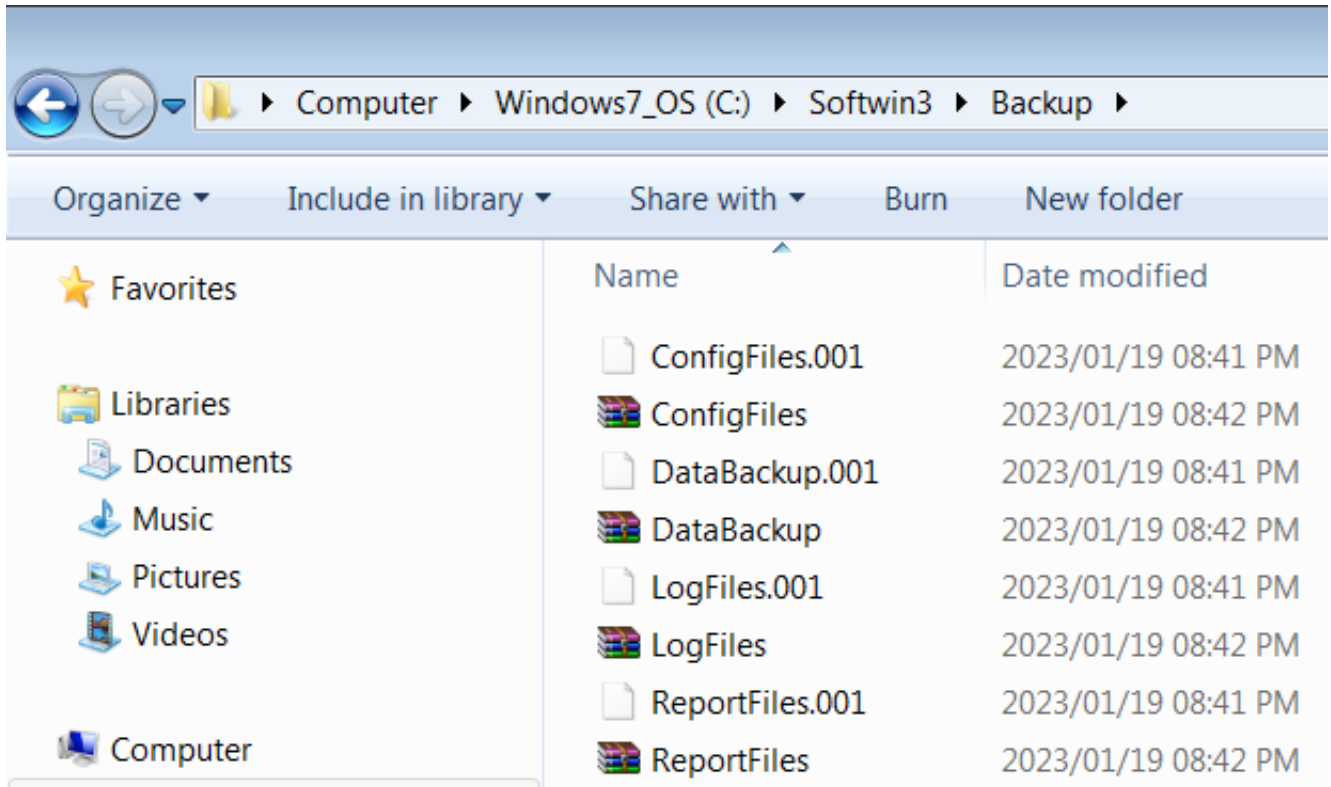 Computer Windows7_OS (C:) Softwin3 Backup
Organize Include in library Share with Burn New folder
Favorites
Libraries
Documents
Music
Pictures
Videos
Computer
Name Date modified
ConfigFiles.001 2023/01/19 08:41 PM
ConfigFiles 2023/01/19 08:42 PM
DataBackup.001 2023/01/19 08:41 PM
DataBackup 2023/01/19 08:42 PM
LogFiles.001 2023/01/19 08:41 PM
LogFiles 2023/01/19 08:42 PM
ReportFiles.001 2023/01/19 08:41 PM
ReportFiles 2023/01/19 08:42 PM